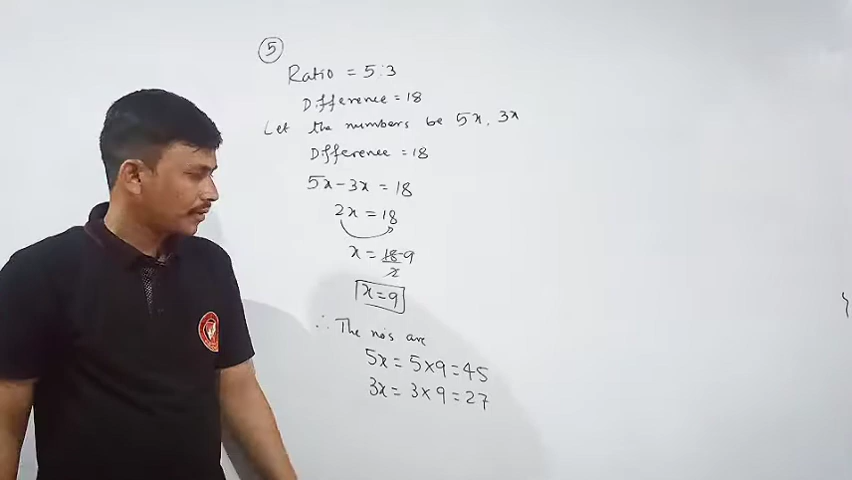 5
Ratio = 5:3
Difference = 18
Let the numbers be 5x, 3x
Difference = 18
5x-3x = 18
2x = 18
x = 18 9
2
x=9
∴ The no's are
5x = 5×9 = 45
3x = 3×9 = 27